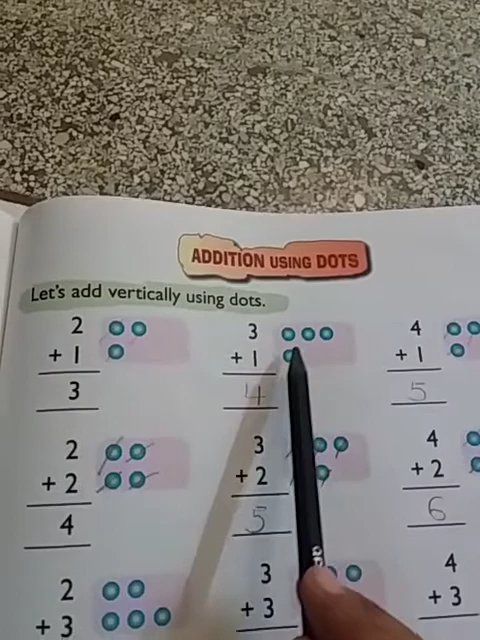 ADDITION USING DOTS
Let's add vertically using dots.
2 3 4
+ 1 + 1 + 1
3 4 5
2 3 4
+ 2 + 2 + 2
4 5 6
2 3 4
+ 3 + 3 + 3